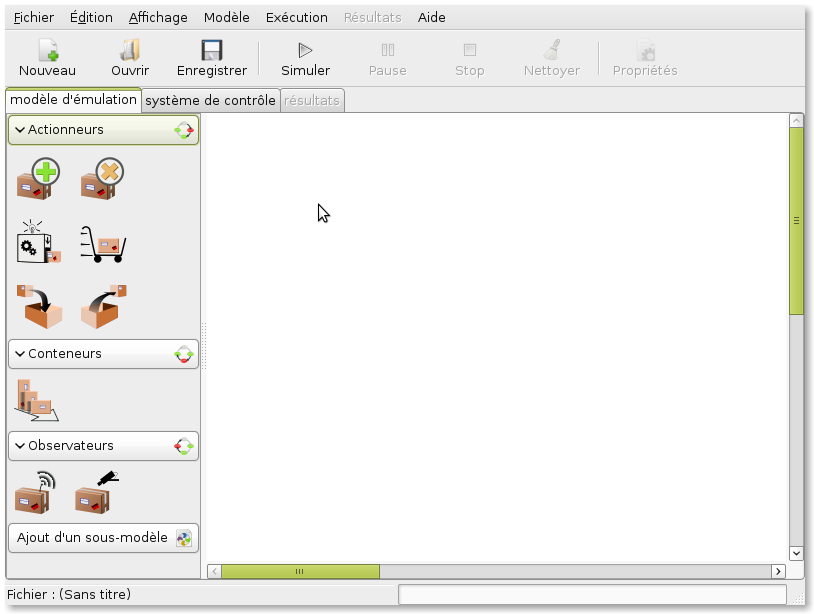 Fichier Édition Affichage Modèle Exécution Résultats Aide
Nouveau Ouvrir Enregistrer Simuler Pause Stop Nettoyer Propriétés
modèle d'émulation système de contrôle résultats
Actionneurs
Conteneurs
Observateurs
Ajout d'un sous-modèle
Fichier : (Sans titre)